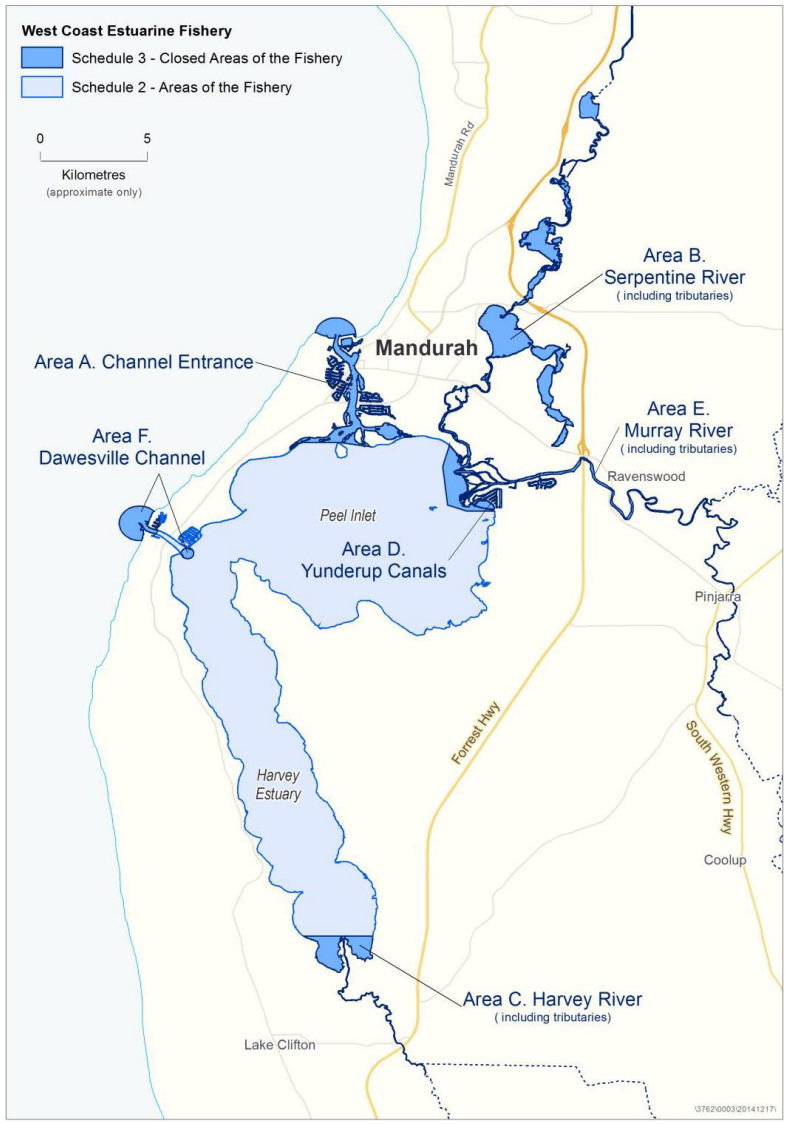 West Coast Estuarine Fishery
Schedule 3 - Closed Areas of the Fishery
Schedule 2 - Areas of the Fishery
0 5
Kilometres
(approximate only)
Mandurah Rd
Area B.
Serpentine River
( including tributaries)
Mandurah
Area A. Channel Entrance
Area E.
Murray River
( including tributaries)
Area F.
Dawesville Channel
Ravenswood
Peel Inlet
Area D.
Yunderup Canals
Pinjarra
Forrest Hwy
South Western Hwy
Harvey
Estuary
Coolup
Area C. Harvey River
( including tributaries)
Lake Clifton
\3762\0003\20141217\